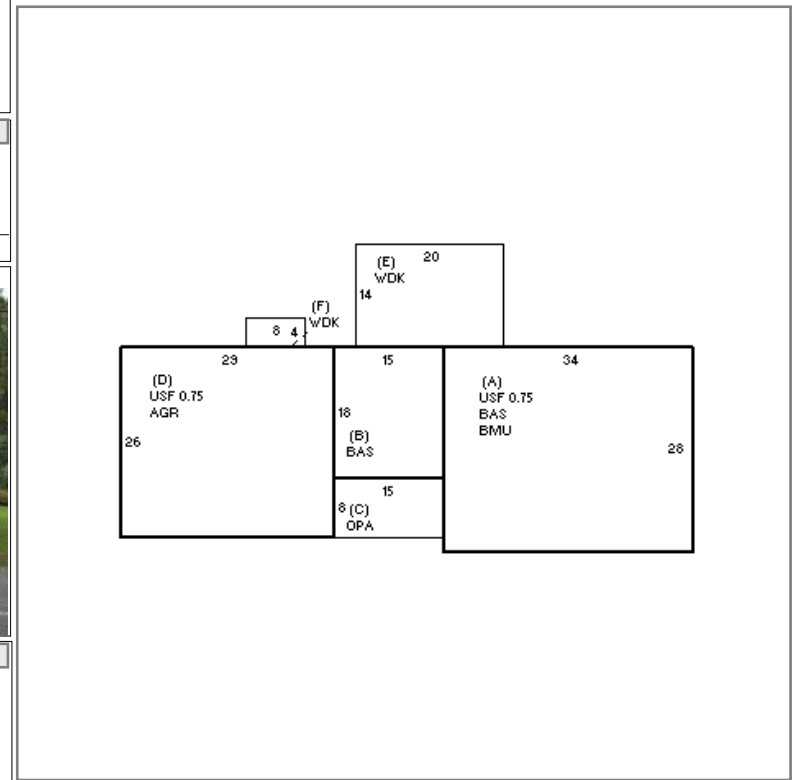 (E)
WDK
20
14
(F)
WDK
8 4
29
(D)
USF 0.75
AGR
26
15
18
(B)
BAS
15
8 (C)
OPA
34
(A)
USF 0.75
BAS
BMU
28